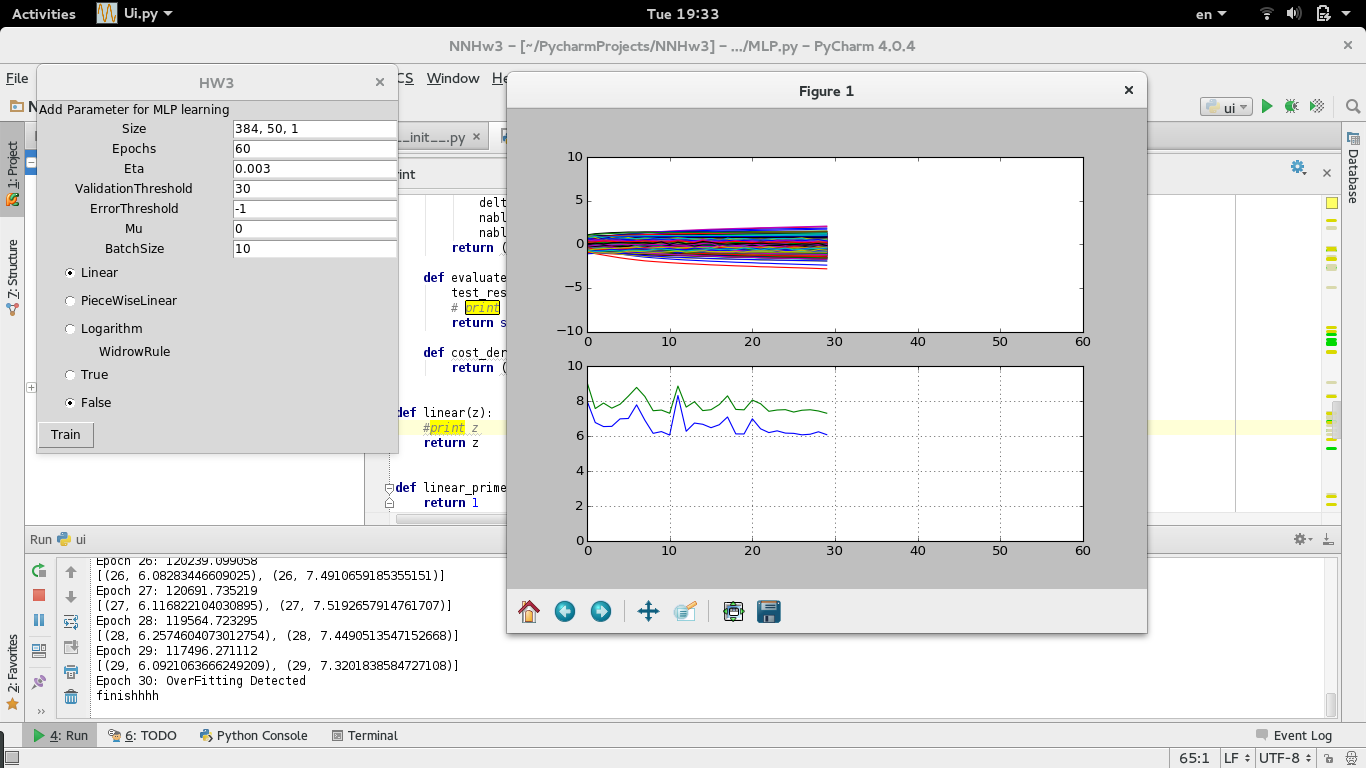 Activities Ui.py Tue 19:33 en
NNHw3 – [~/PycharmProjects/NNHw3] – .../MLP.py – PyCharm 4.0.4
File CS Window He
ui
HW3
Add Parameter for MLP learning
Size 384, 50, 1
Epochs 60
Eta 0.003
ValidationThreshold 30
ErrorThreshold -1
Mu 0
BatchSize 10
Linear
PieceWiseLinear
Logarithm
WidrowRule
True
False
Train
1: Project
7: Structure
2: Favorites
Database
__init__.py
rint
delt
nabl
nabl
return (
def evaluate
test_res
# print
return s
def cost_der
return (
def linear(z):
#print z
return z
def linear_prime
return 1
Figure 1
10
5
0
−5
−10
0 10 20 30 40 50 60
10
8
6
4
2
0
0 10 20 30 40 50 60
Run ui
Epoch 26: 120239.099058
[(26, 6.08283446609025), (26, 7.4910659185355151)]
Epoch 27: 120691.735219
[(27, 6.116822104030895), (27, 7.5192657914761707)]
Epoch 28: 119564.723295
[(28, 6.2574604073012754), (28, 7.4490513547152668)]
Epoch 29: 117496.271112
[(29, 6.0921063666249209), (29, 7.3201838584727108)]
Epoch 30: OverFitting Detected
finishhhh
4: Run 6: TODO Python Console Terminal Event Log
65:1 LF UTF-8